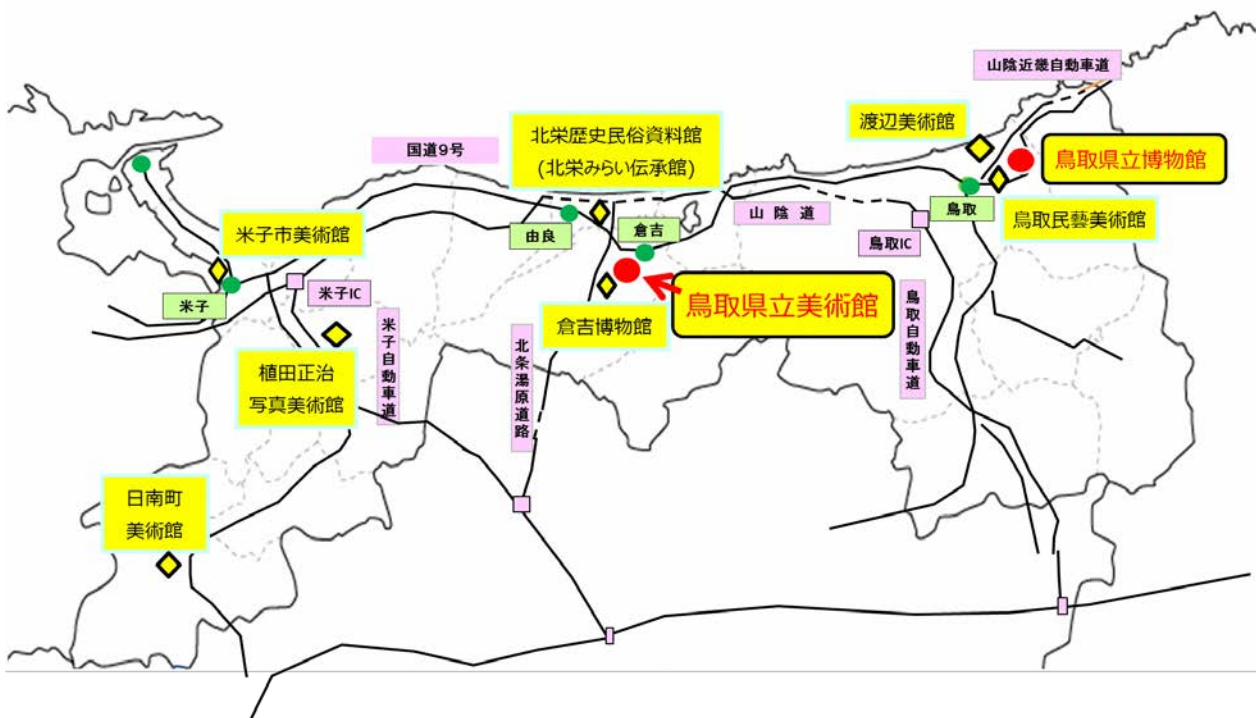 山陰近畿自動車道
渡辺美術館
北栄歴史民俗資料館
(北栄みらい伝承館)
国道9号
鳥取県立博物館
米子市美術館
由良
倉吉
山陰道
鳥取
鳥取民藝美術館
鳥取IC
米子
米子IC
鳥取県立美術館
倉吉博物館
米子自動車道
北条湯原道路
鳥取自動車道
植田正治
写真美術館
日南町
美術館